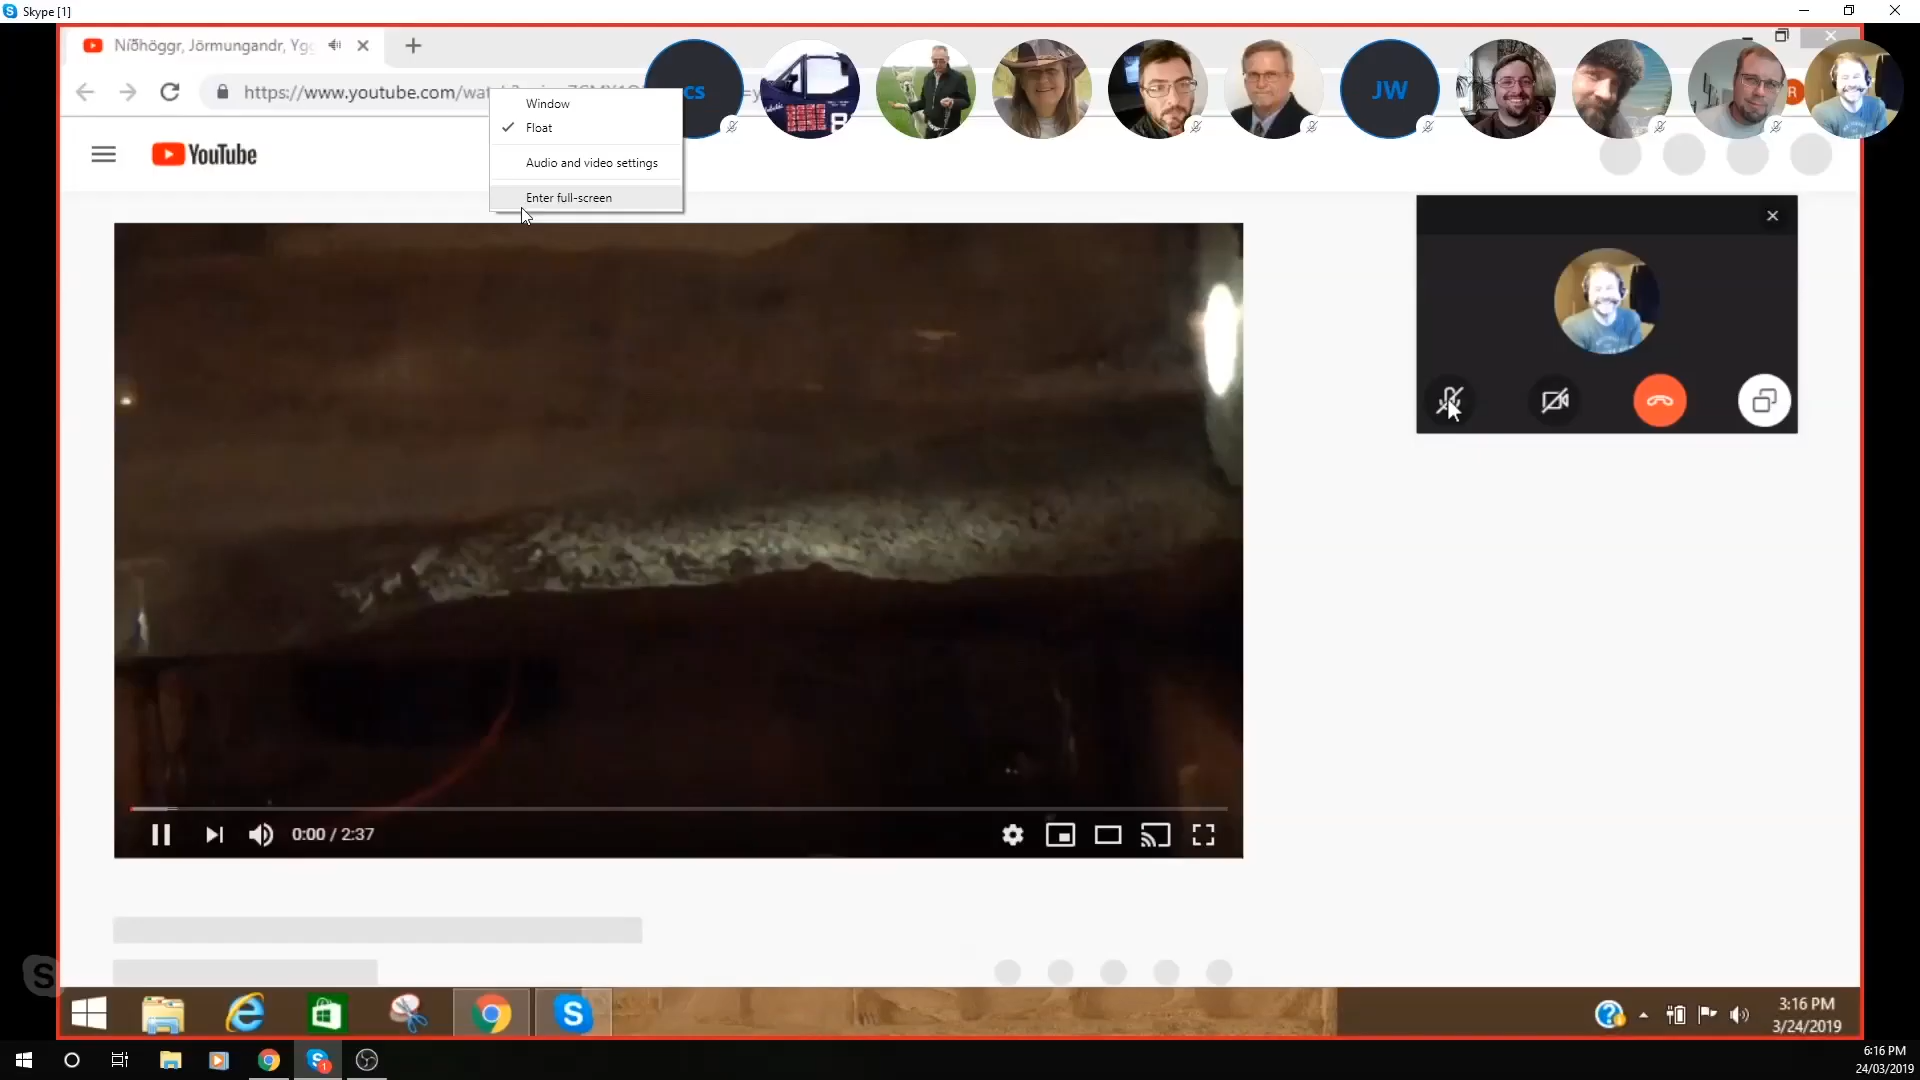 Skype [1]
Níðhöggr, Jörmungandr, Ygg
https://www.youtube.com/wat
cs
JW
R
YouTube
Window
Float
Audio and video settings
Enter full-screen
0:00 / 2:37
3:16 PM
3/24/2019
6:16 PM
24/03/2019